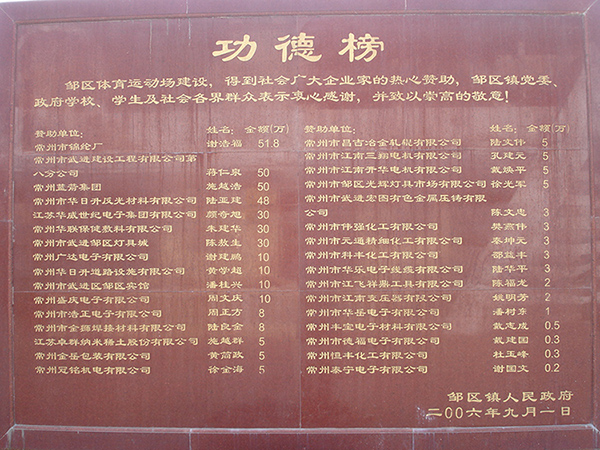 功德榜
邹区体育运动场建设，得到社会广大企业家的热心赞助，邹区镇党委、
政府学校、学生及社会各界群众表示衷心感谢，并致以崇高的敬意！
赞助单位： 姓名： 金额(万)
常州市锦纶厂 谢浩福 51.8
常州市武进建设工程有限公司第
八分公司 蒋仁泉 50
常州蓝箭集团 施越浩 50
常州市华日升反光材料有限公司 陆亚建 48
江苏华威世纪电子集团有限公司 颜奇旭 30
常州华联保健敷料有限公司 朱建华 30
常州市武进邹区灯具城 陈敖生 30
常州广达电子有限公司 谢建鹏 10
常州华日升道路设施有限公司 黄学超 10
常州市武进区邹区宾馆 潘桂兴 10
常州盛庆电子有限公司 周文庆 10
常州市浩正电子有限公司 周正方 8
常州市金狮焊接材料有限公司 陆良金 8
江苏卓群纳米稀土股份有限公司 施越群 5
常州金岳包装有限公司 黄简政 5
常州冠铭机电有限公司 徐金海 5
赞助单位： 姓名： 金额(万)
常州市昌吉冶金轧辊有限公司 陆文伟 5
常州市江南三翔电机有限公司 孔建元 5
常州市江南开华电机有限公司 戴焕平 5
常州市邹区光辉灯具市场有限公司 徐光军 5
常州市武进宏图有色金属压铸有限
公司 陈文忠 3
常州市伟强化工有限公司 樊燕伟 3
常州市元通精细化工有限公司 秦坤元 3
常州市科丰化工有限公司 邵益丰 3
常州市华乐电子线缆有限公司 陆华平 3
常州市江飞祥鼎工具有限公司 陈福龙 2
常州市江南变压器有限公司 姚明芳 2
常州市华岳电子有限公司 潘树东 1
常州丰宝电子材料有限公司 戴志成 0.5
常州市德福电子有限公司 戴建国 0.3
常州恒丰化工有限公司 杜玉峰 0.3
常州泰宁电子有限公司 谢国文 0.2
邹区镇人民政府
二00六年九月一日